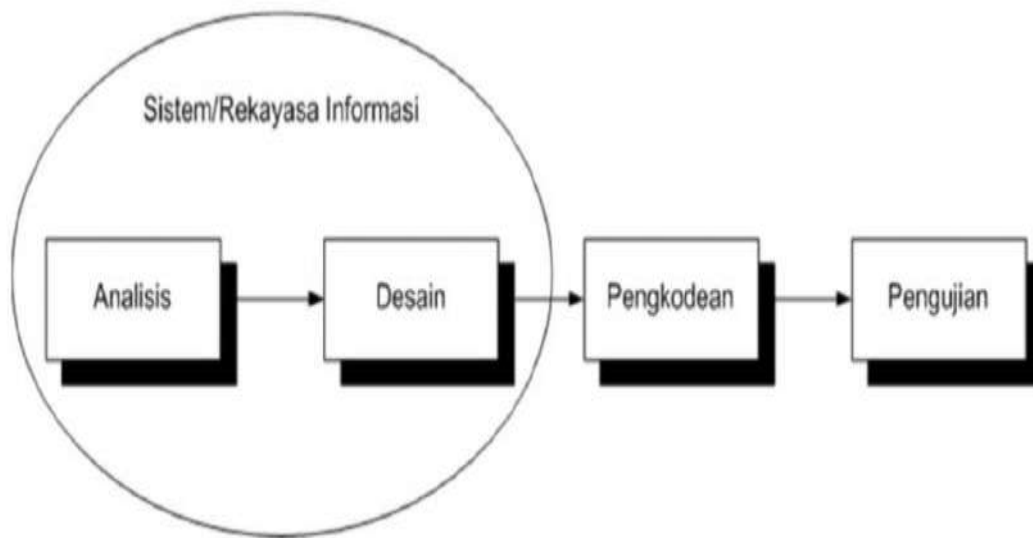 Sistem/Rekayasa Informasi
Analisis
Desain
Pengkodean
Pengujian